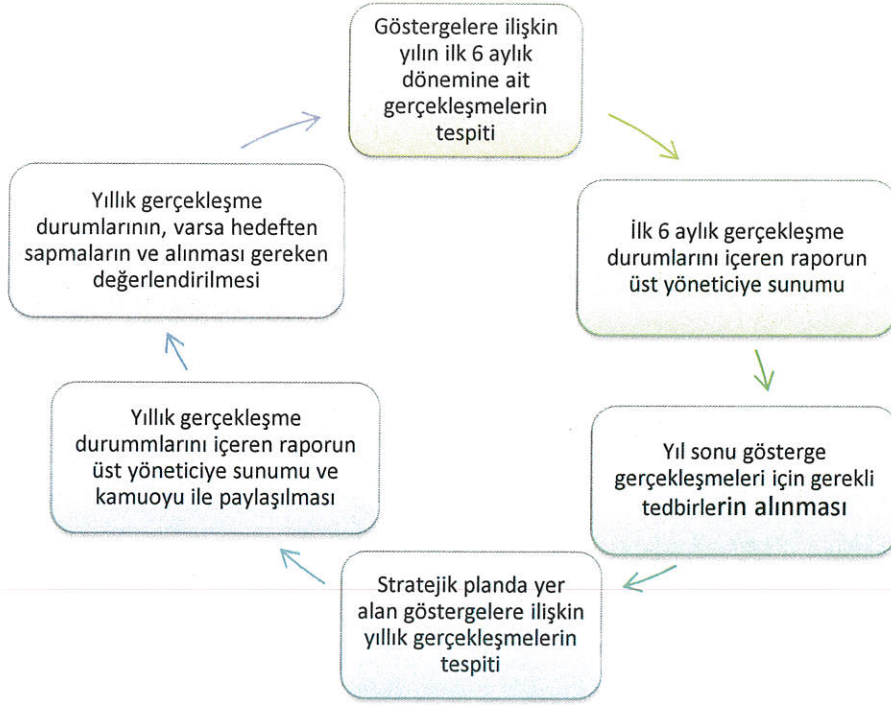 Göstergelere ilişkin
yılın ilk 6 aylık
dönemine ait
gerçekleşmelerin
tespiti
İlk 6 aylık gerçekleşme
durumlarını içeren raporun
üst yöneticiye sunumu
Yıl sonu gösterge
gerçekleşmeleri için gerekli
tedbirlerin alınması
Stratejik planda yer
alan göstergelere ilişkin
yıllık gerçekleşmelerin
tespiti
Yıllık gerçekleşme
durummlarını içeren raporun
üst yöneticiye sunumu ve
kamuoyu ile paylaşılması
Yıllık gerçekleşme
durumlarının, varsa hedeften
sapmaların ve alınması gereken
değerlendirilmesi